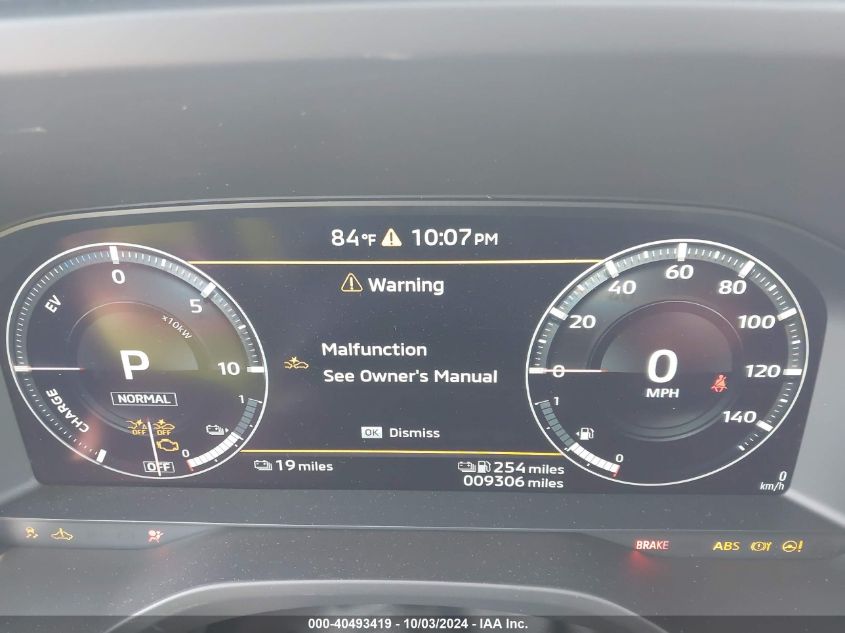 84°F 10:07 PM
Warning
Malfunction
See Owner's Manual
OK Dismiss
EV 0 5 10
x10kW
P
NORMAL
CHARGE
OFF OFF
OFF
1
0
19 miles
254 miles
009306 miles
0 20 40 60 80 100 120 140
0
MPH
1
0
0
km/h
BRAKE ABS
000-40493419 - 10/03/2024 - IAA Inc.